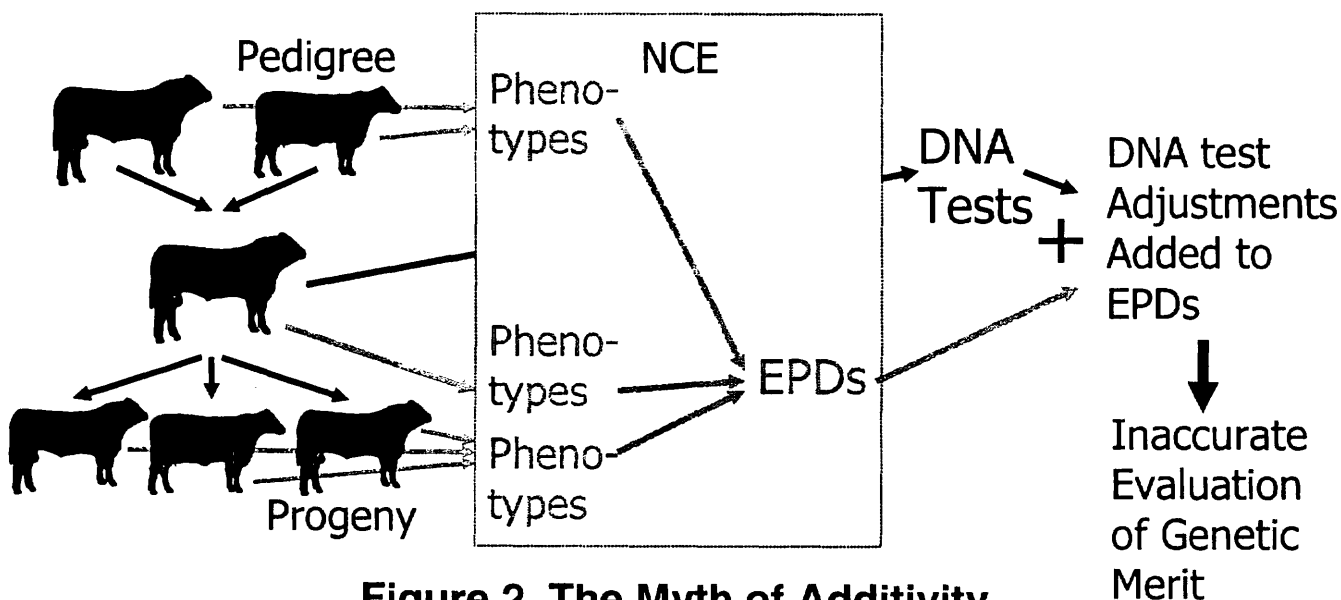 Pedigree
NCE
Pheno-
types
Pheno-
types
EPDs
Pheno-
types
Progeny
DNA
Tests
+
DNA test
Adjustments
Added to
EPDs
Inaccurate
Evaluation
of Genetic
Merit
Figure 2. The Myth of Additivity